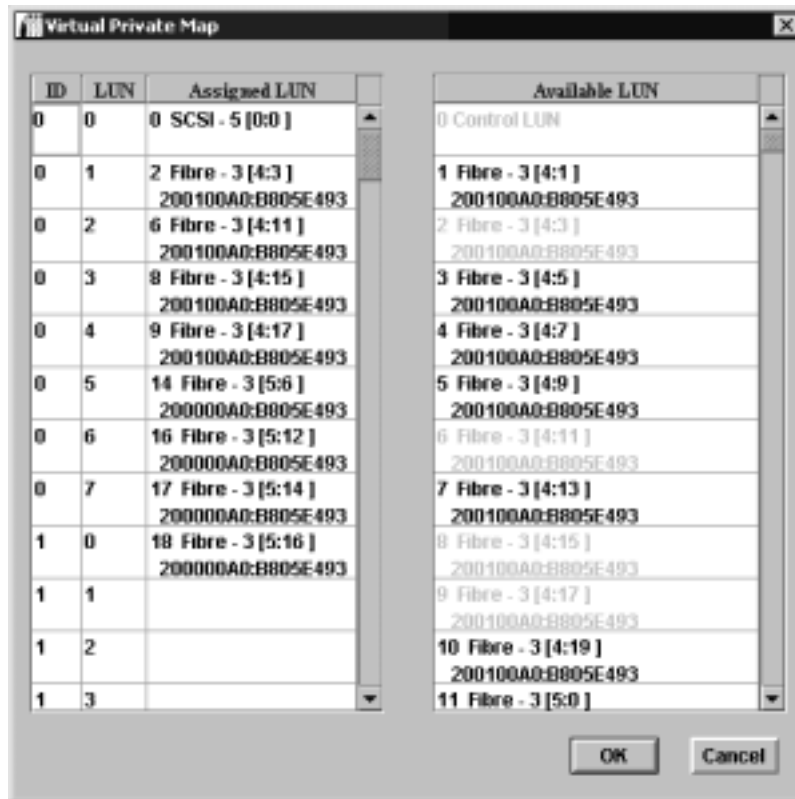 Virtual Private Map
ID LUN Assigned LUN
0 0 0 SCSI - 5 [0:0 ]
0 1 2 Fibre - 3 [4:3 ]
200100A0:B805E493
0 2 6 Fibre - 3 [4:11 ]
200100A0:B805E493
0 3 8 Fibre - 3 [4:15 ]
200100A0:B805E493
0 4 9 Fibre - 3 [4:17 ]
200100A0:B805E493
0 5 14 Fibre - 3 [5:6 ]
200000A0:B805E493
0 6 16 Fibre - 3 [5:12 ]
200000A0:B805E493
0 7 17 Fibre - 3 [5:14 ]
200000A0:B805E493
1 0 18 Fibre - 3 [5:16 ]
200000A0:B805E493
1 1
1 2
1 3
Available LUN
0 Control LUN
1 Fibre - 3 [4:1 ]
200100A0:B805E493
2 Fibre - 3 [4:3 ]
200100A0:B805E493
3 Fibre - 3 [4:5 ]
200100A0:B805E493
4 Fibre - 3 [4:7 ]
200100A0:B805E493
5 Fibre - 3 [4:9 ]
200100A0:B805E493
6 Fibre - 3 [4:11 ]
200100A0:B805E493
7 Fibre - 3 [4:13 ]
200100A0:B805E493
8 Fibre - 3 [4:15 ]
200100A0:B805E493
9 Fibre - 3 [4:17 ]
200100A0:B805E493
10 Fibre - 3 [4:19 ]
200100A0:B805E493
11 Fibre - 3 [5:0 ]
OK Cancel